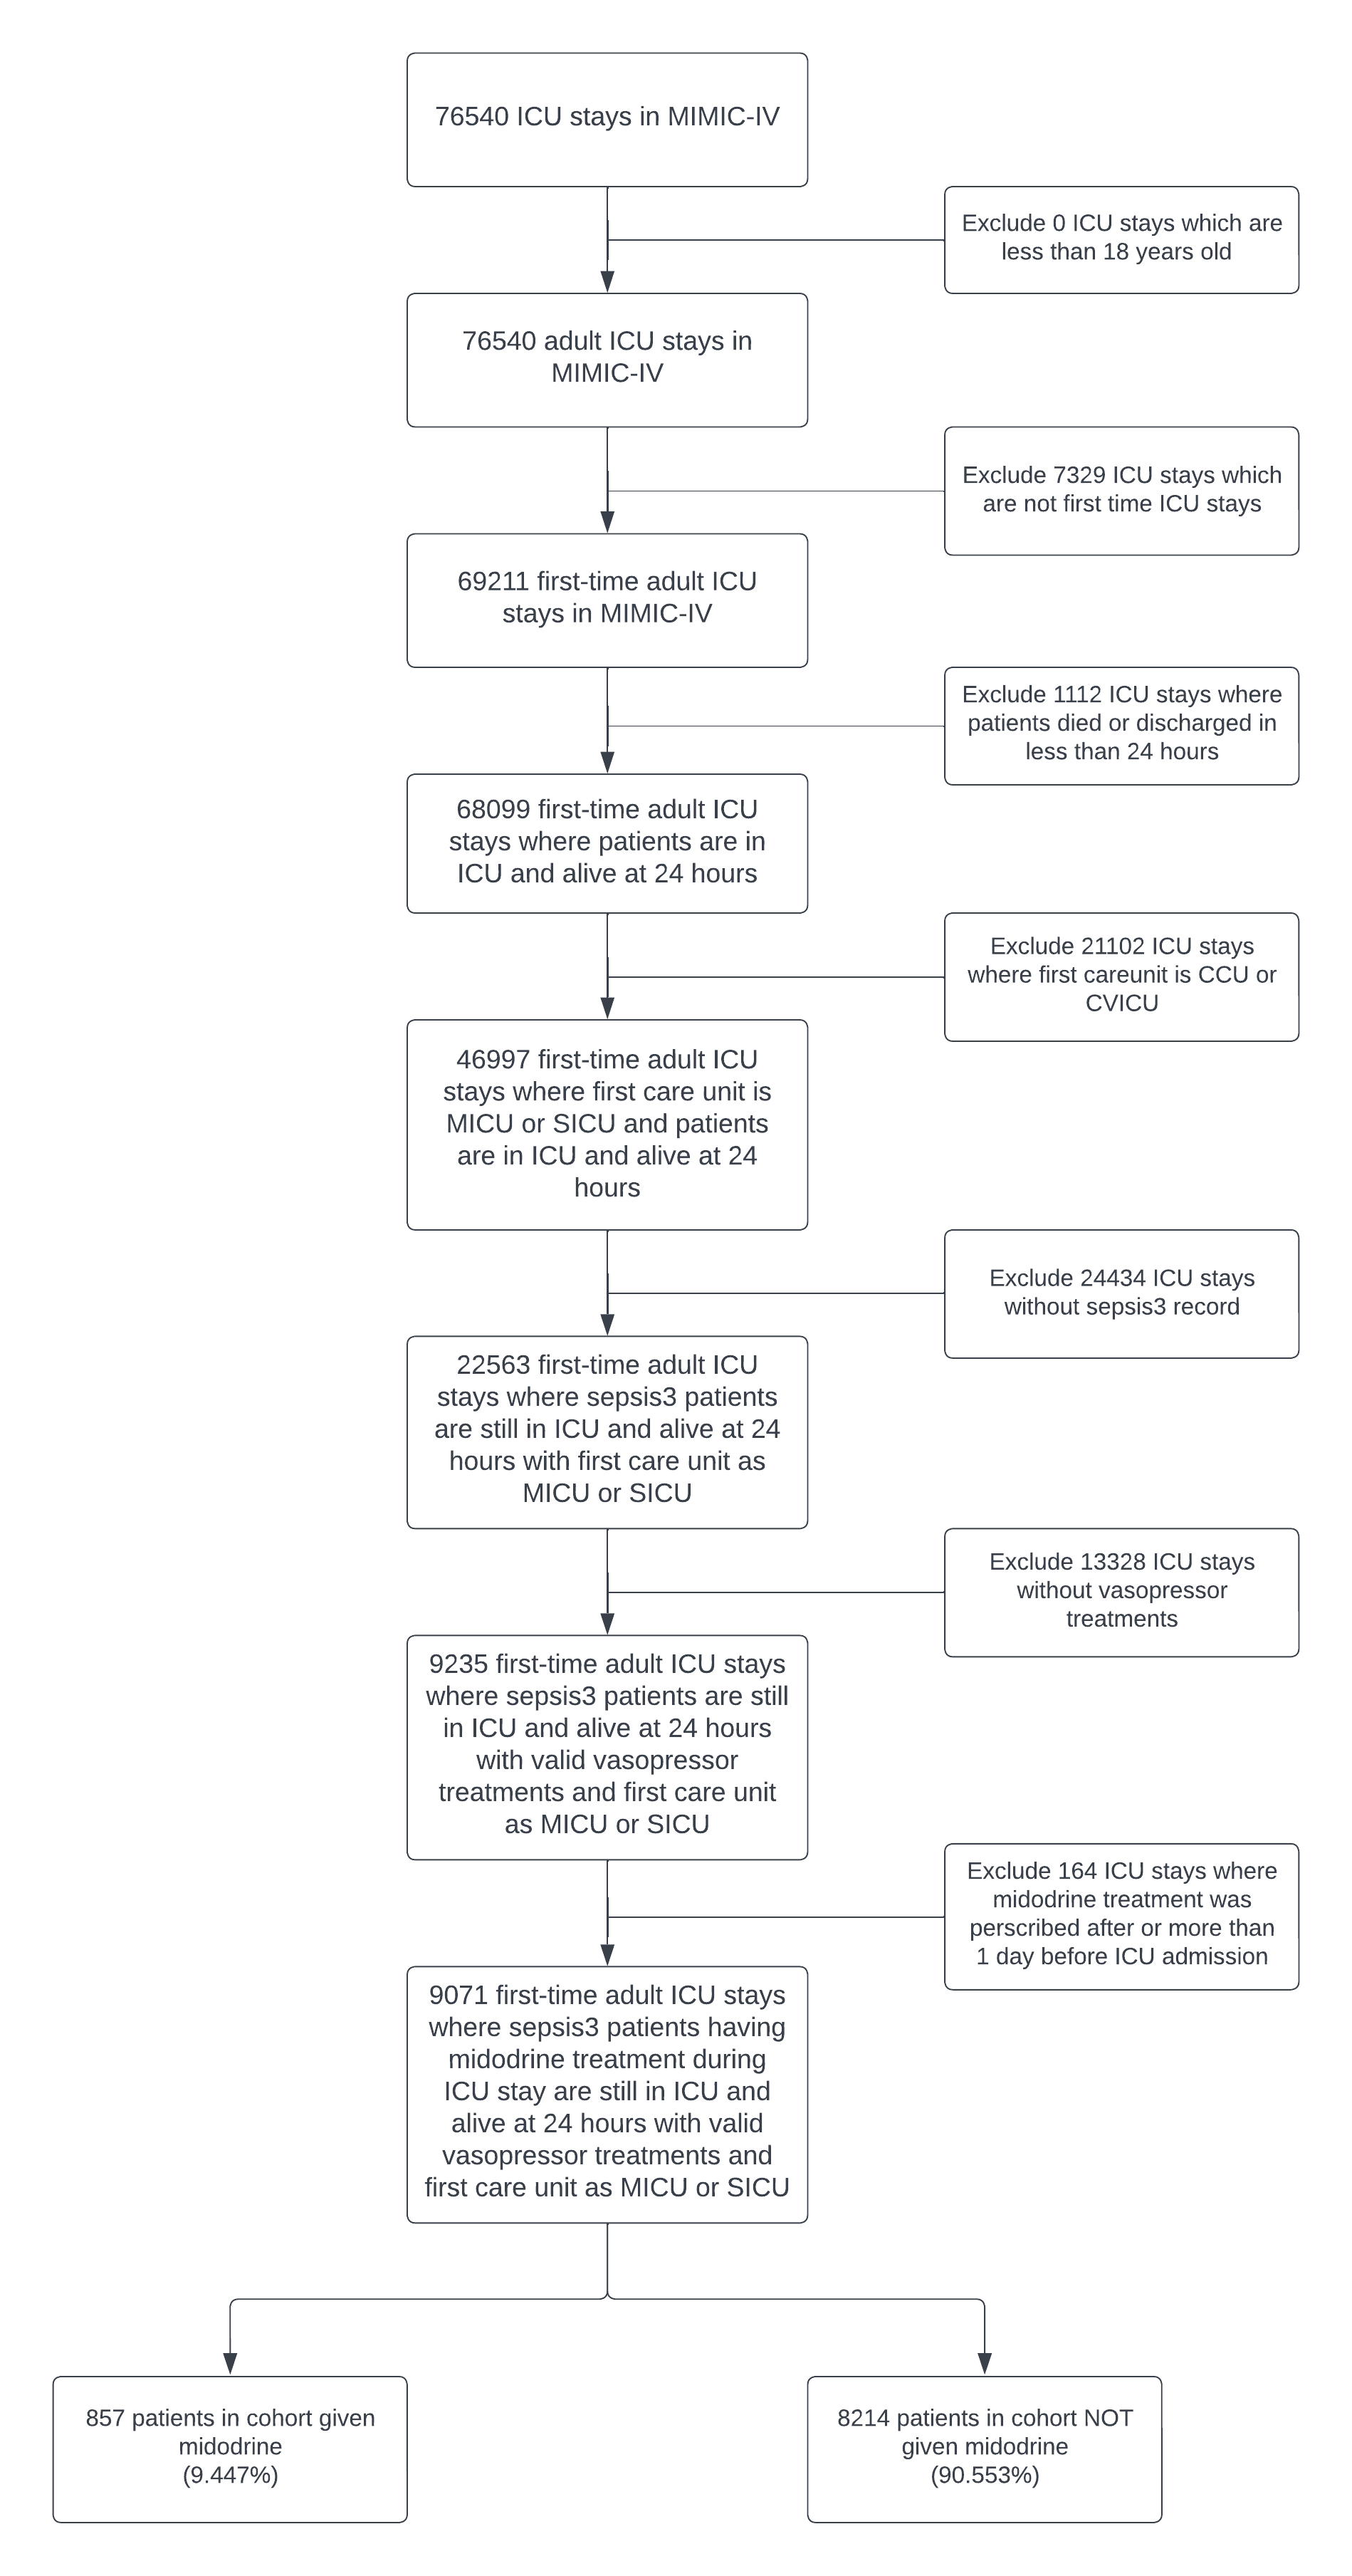 76540 ICU stays in MIMIC-IV
Exclude 0 ICU stays which are
less than 18 years old
76540 adult ICU stays in
MIMIC-IV
Exclude 7329 ICU stays which
are not first time ICU stays
69211 first-time adult ICU
stays in MIMIC-IV
Exclude 1112 ICU stays where
patients died or discharged in
less than 24 hours
68099 first-time adult ICU
stays where patients are in
ICU and alive at 24 hours
Exclude 21102 ICU stays
where first careunit is CCU or
CVICU
46997 first-time adult ICU
stays where first care unit is
MICU or SICU and patients
are in ICU and alive at 24
hours
Exclude 24434 ICU stays
without sepsis3 record
22563 first-time adult ICU
stays where sepsis3 patients
are still in ICU and alive at 24
hours with first care unit as
MICU or SICU
Exclude 13328 ICU stays
without vasopressor
treatments
9235 first-time adult ICU stays
where sepsis3 patients are still
in ICU and alive at 24 hours
with valid vasopressor
treatments and first care unit
as MICU or SICU
Exclude 164 ICU stays where
midodrine treatment was
perscribed after or more than
1 day before ICU admission
9071 first-time adult ICU stays
where sepsis3 patients having
midodrine treatment during
ICU stay are still in ICU and
alive at 24 hours with valid
vasopressor treatments and
first care unit as MICU or SICU
857 patients in cohort given
midodrine
(9.447%)
8214 patients in cohort NOT
given midodrine
(90.553%)